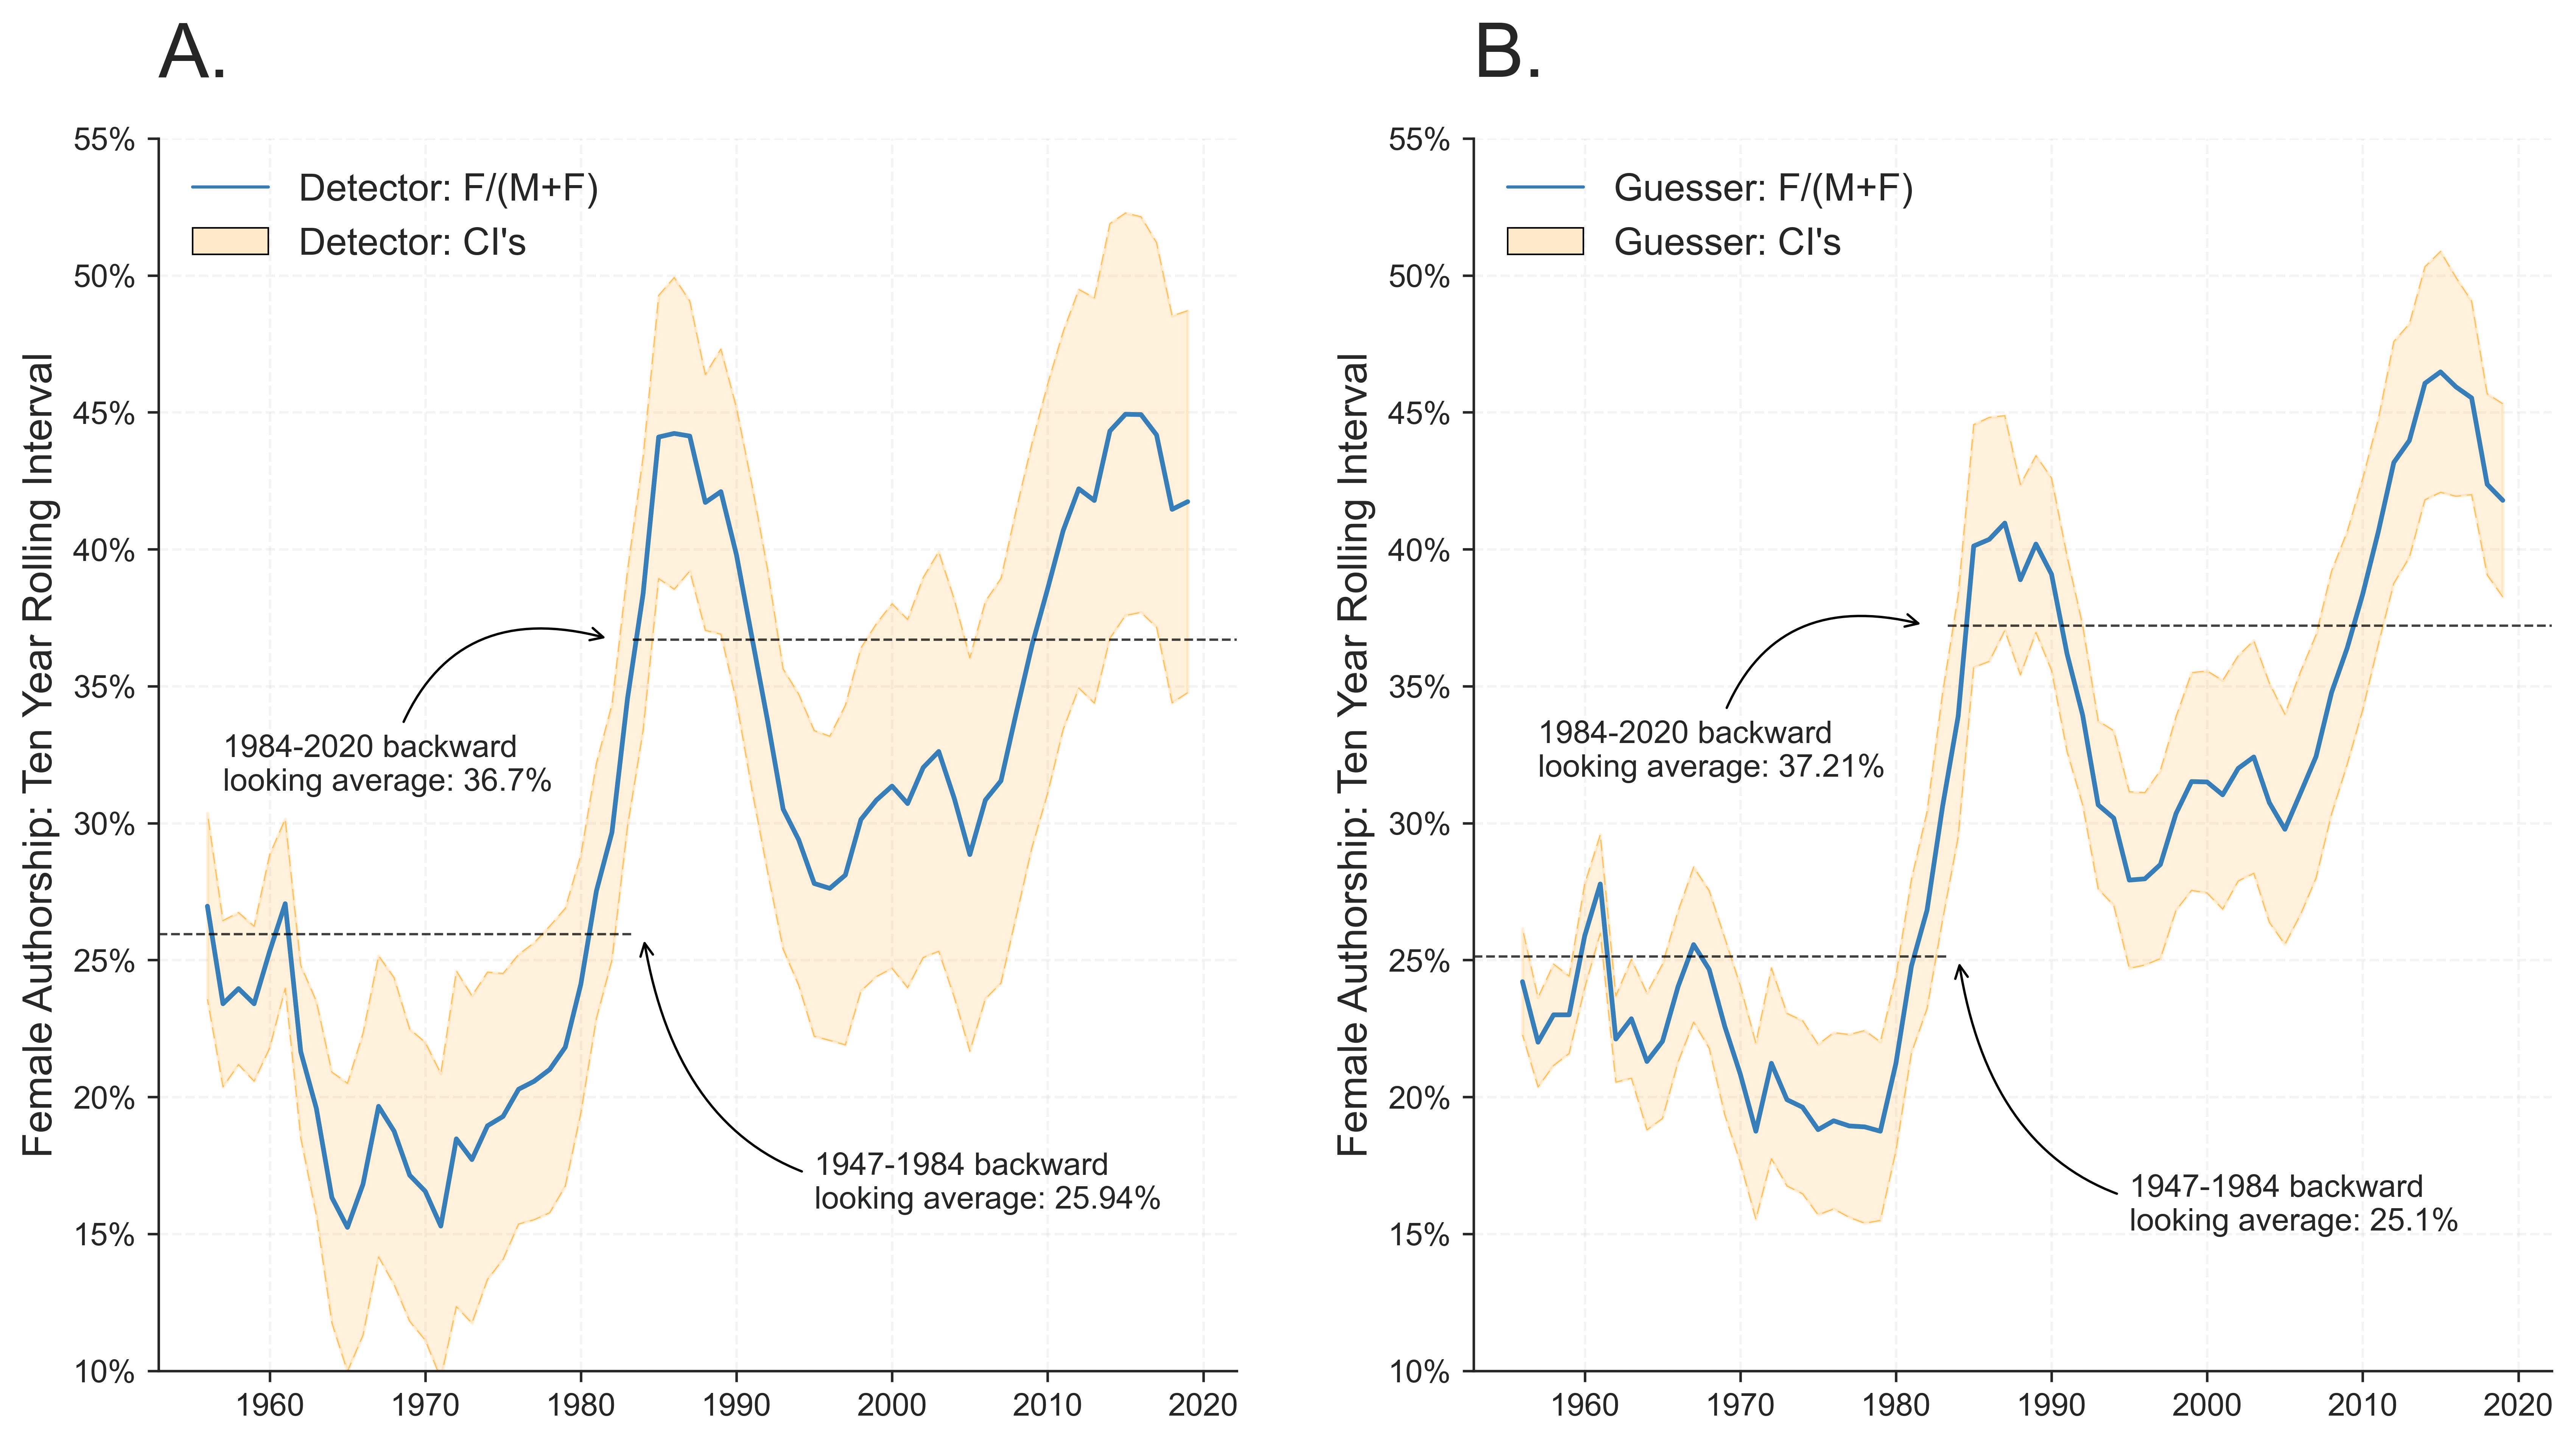 A.
Female Authorship: Ten Year Rolling Interval
55%
50%
45%
40%
35%
30%
25%
20%
15%
10%
Detector: F/(M+F)
Detector: CI's
1984-2020 backward
looking average: 36.7%
1947-1984 backward
looking average: 25.94%
1960 1970 1980 1990 2000 2010 2020
B.
Female Authorship: Ten Year Rolling Interval
55%
50%
45%
40%
35%
30%
25%
20%
15%
10%
Guesser: F/(M+F)
Guesser: CI's
1984-2020 backward
looking average: 37.21%
1947-1984 backward
looking average: 25.1%
1960 1970 1980 1990 2000 2010 2020